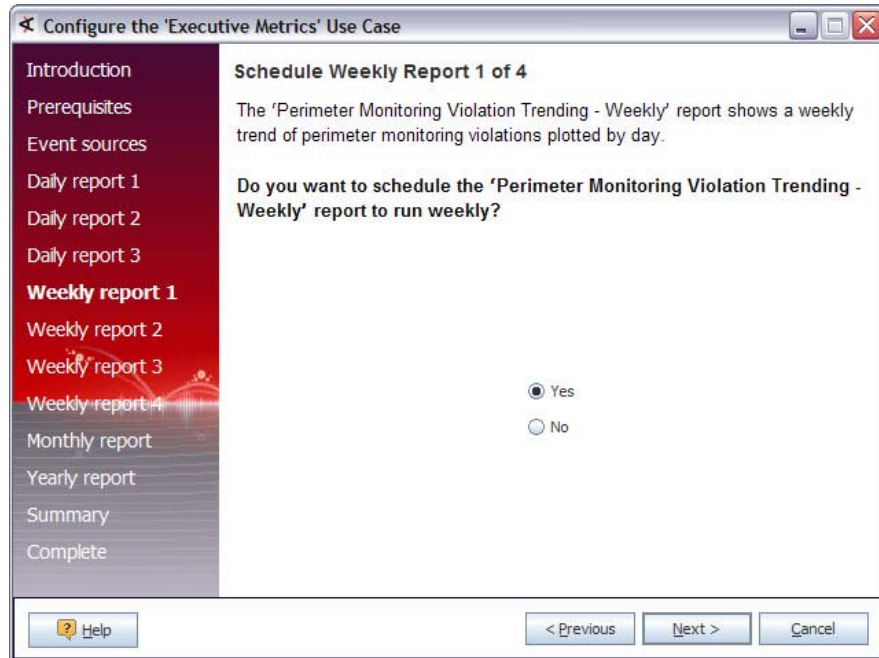 Configure the 'Executive Metrics' Use Case
Introduction
Prerequisites
Event sources
Daily report 1
Daily report 2
Daily report 3
Weekly report 1
Weekly report 2
Weekly report 3
Weekly report 4
Monthly report
Yearly report
Summary
Complete
Schedule Weekly Report 1 of 4
The 'Perimeter Monitoring Violation Trending - Weekly' report shows a weekly
trend of perimeter monitoring violations plotted by day.
Do you want to schedule the 'Perimeter Monitoring Violation Trending -
Weekly' report to run weekly?
Yes
No
Help
< Previous
Next >
Cancel